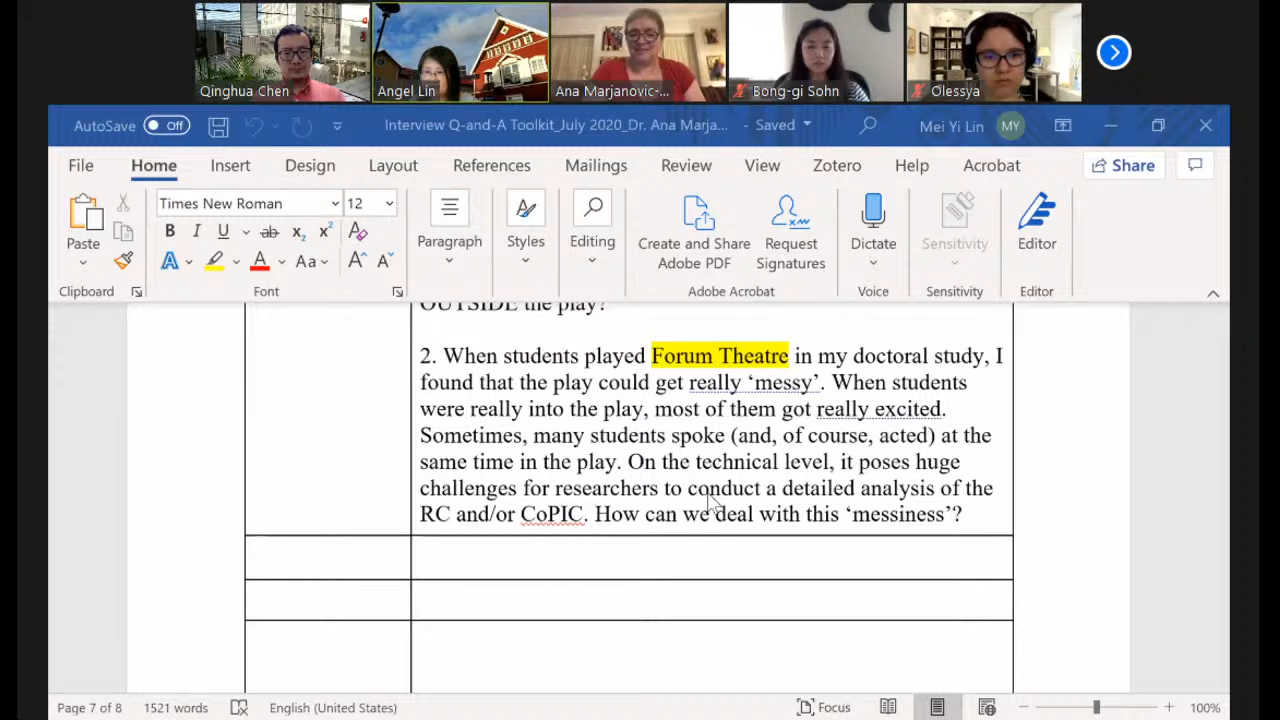 Qinghua Chen
Angel Lin
Ana Marjanovic-...
Bong-gi Sohn
Olessya
AutoSave Off
Interview Q-and-A Toolkit_July 2020_Dr. Ana Marja... - Saved
Mei Yi Lin MY
File Home Insert Design Layout References Mailings Review View Zotero Help Acrobat Share
Times New Roman 12
Paste
B I U ab x2 x2
A A Aa A A
Paragraph
Styles
Editing
Create and Share Adobe PDF
Request Signatures
Dictate
Sensitivity
Editor
Clipboard Font Adobe Acrobat Voice Sensitivity Editor
OUTSIDE the play?
2. When students played Forum Theatre in my doctoral study, I
found that the play could get really ‘messy’. When students
were really into the play, most of them got really excited.
Sometimes, many students spoke (and, of course, acted) at the
same time in the play. On the technical level, it poses huge
challenges for researchers to conduct a detailed analysis of the
RC and/or CoPIC. How can we deal with this ‘messiness’?
Page 7 of 8 1521 words English (United States) Focus 100%